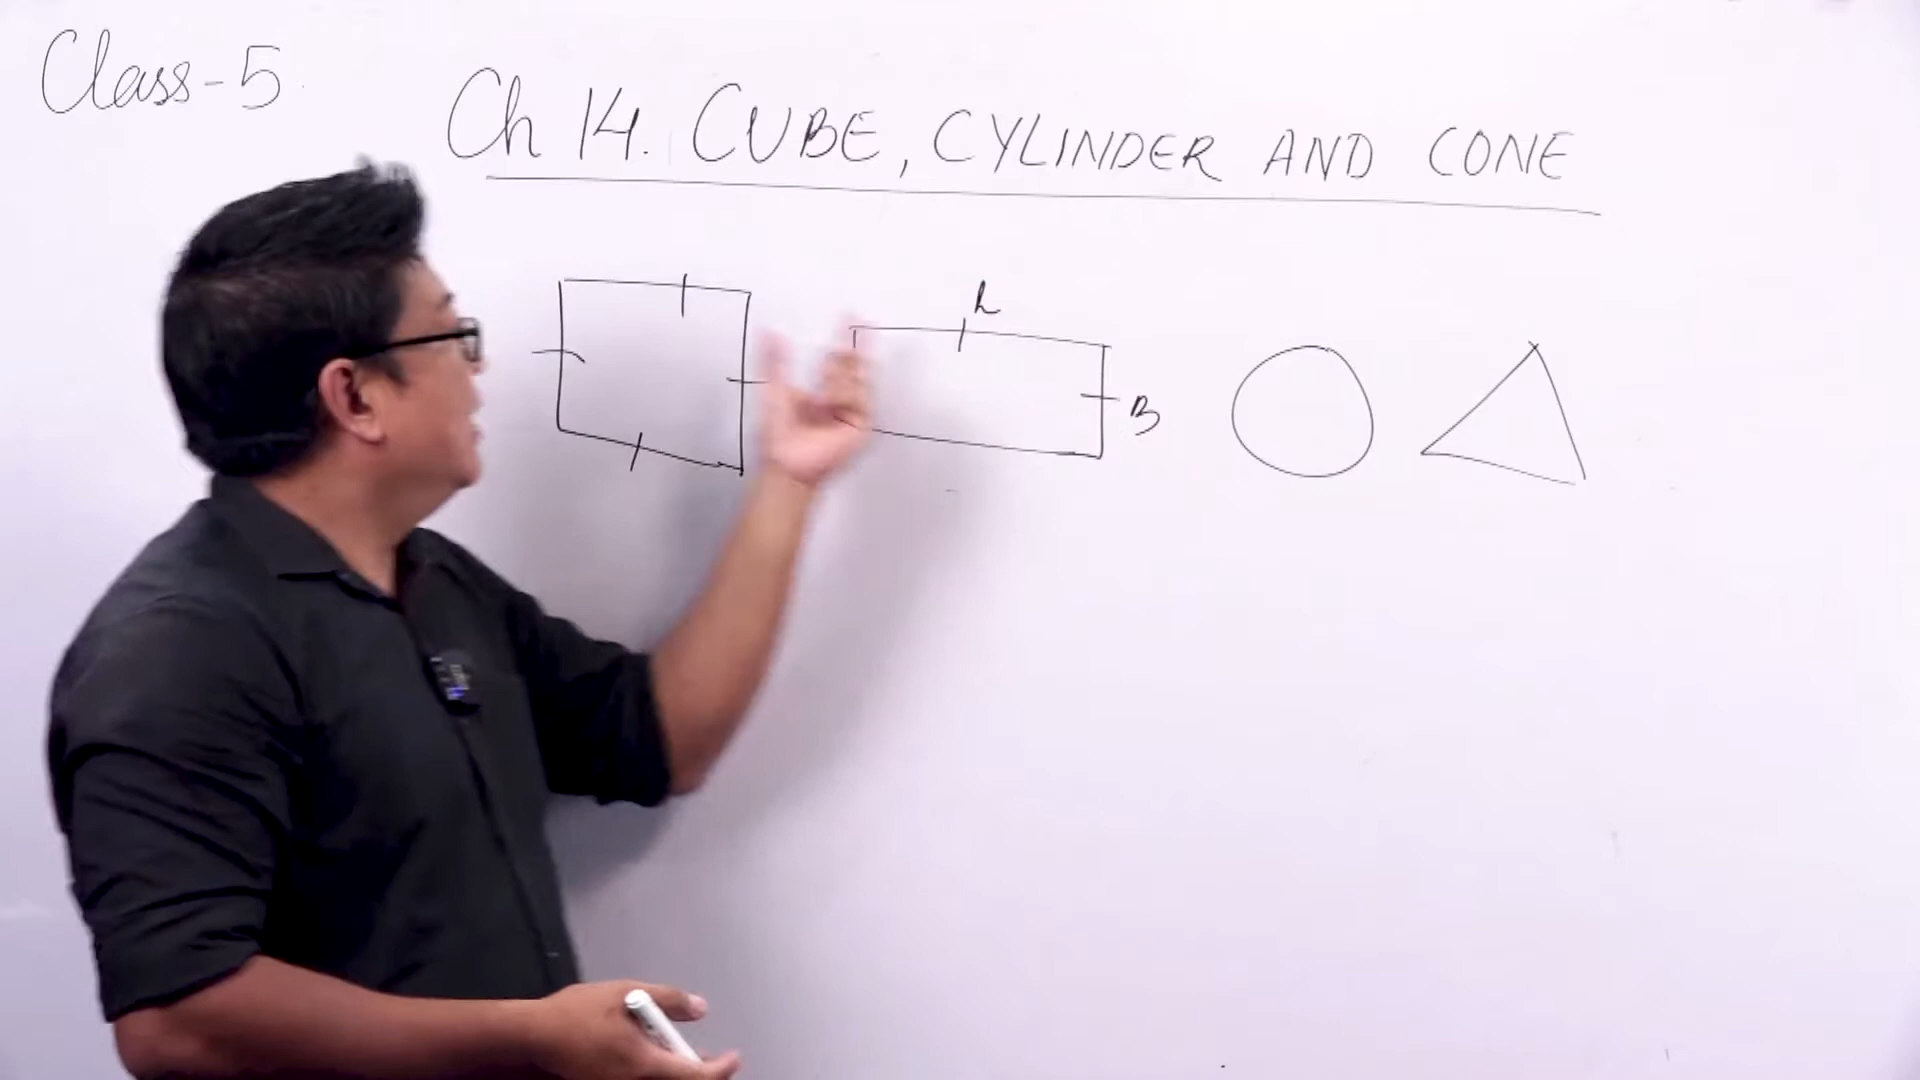 Class-5
Ch 14. CUBE, CYLINDER AND CONE
L
B